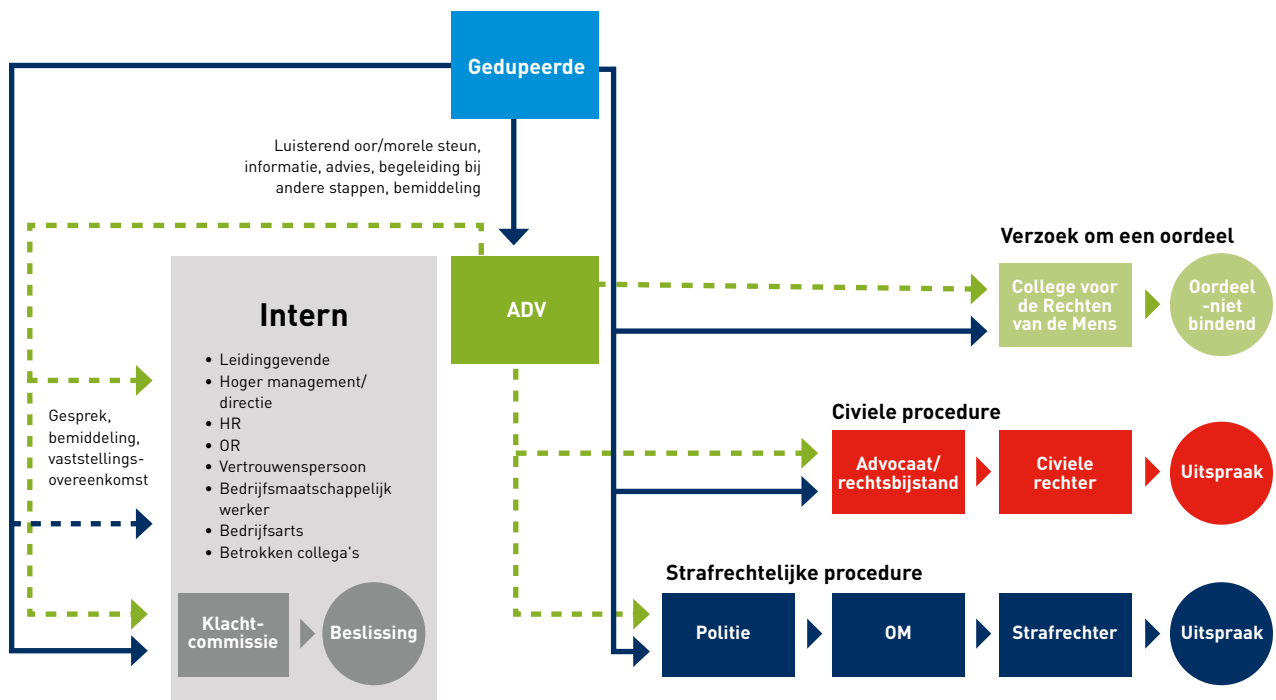 Gedupeerde
Luisterend oor/morele steun,
informatie, advies, begeleiding bij
andere stappen, bemiddeling
ADV
Intern
• Leidinggevende
• Hoger management/
directie
• HR
• OR
• Vertrouwenspersoon
• Bedrijfsmaatschappelijk
werker
• Bedrijfsarts
• Betrokken collega's
Gesprek,
bemiddeling,
vaststellings-
overeenkomst
Klacht-
commissie
Beslissing
Verzoek om een oordeel
College voor
de Rechten
van de Mens
Oordeel
-niet
bindend
Civiele procedure
Advocaat/
rechtsbijstand
Civiele
rechter
Uitspraak
Strafrechtelijke procedure
Politie
OM
Strafrechter
Uitspraak